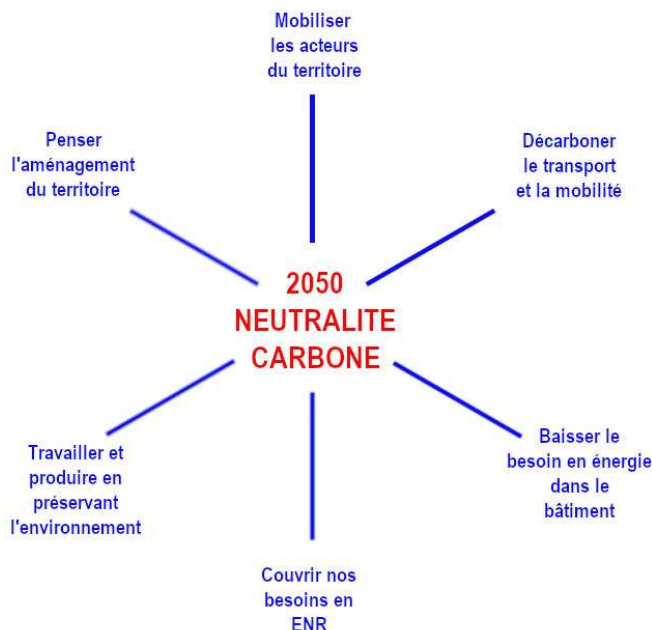 Mobiliser
les acteurs
du territoire
Penser
l'aménagement
du territoire
Décarboner
le transport
et la mobilité
2050
NEUTRALITE
CARBONE
Travailler et
produire en
préservant
l'environnement
Baisser le
besoin en énergie
dans le
bâtiment
Couvrir nos
besoins en
ENR